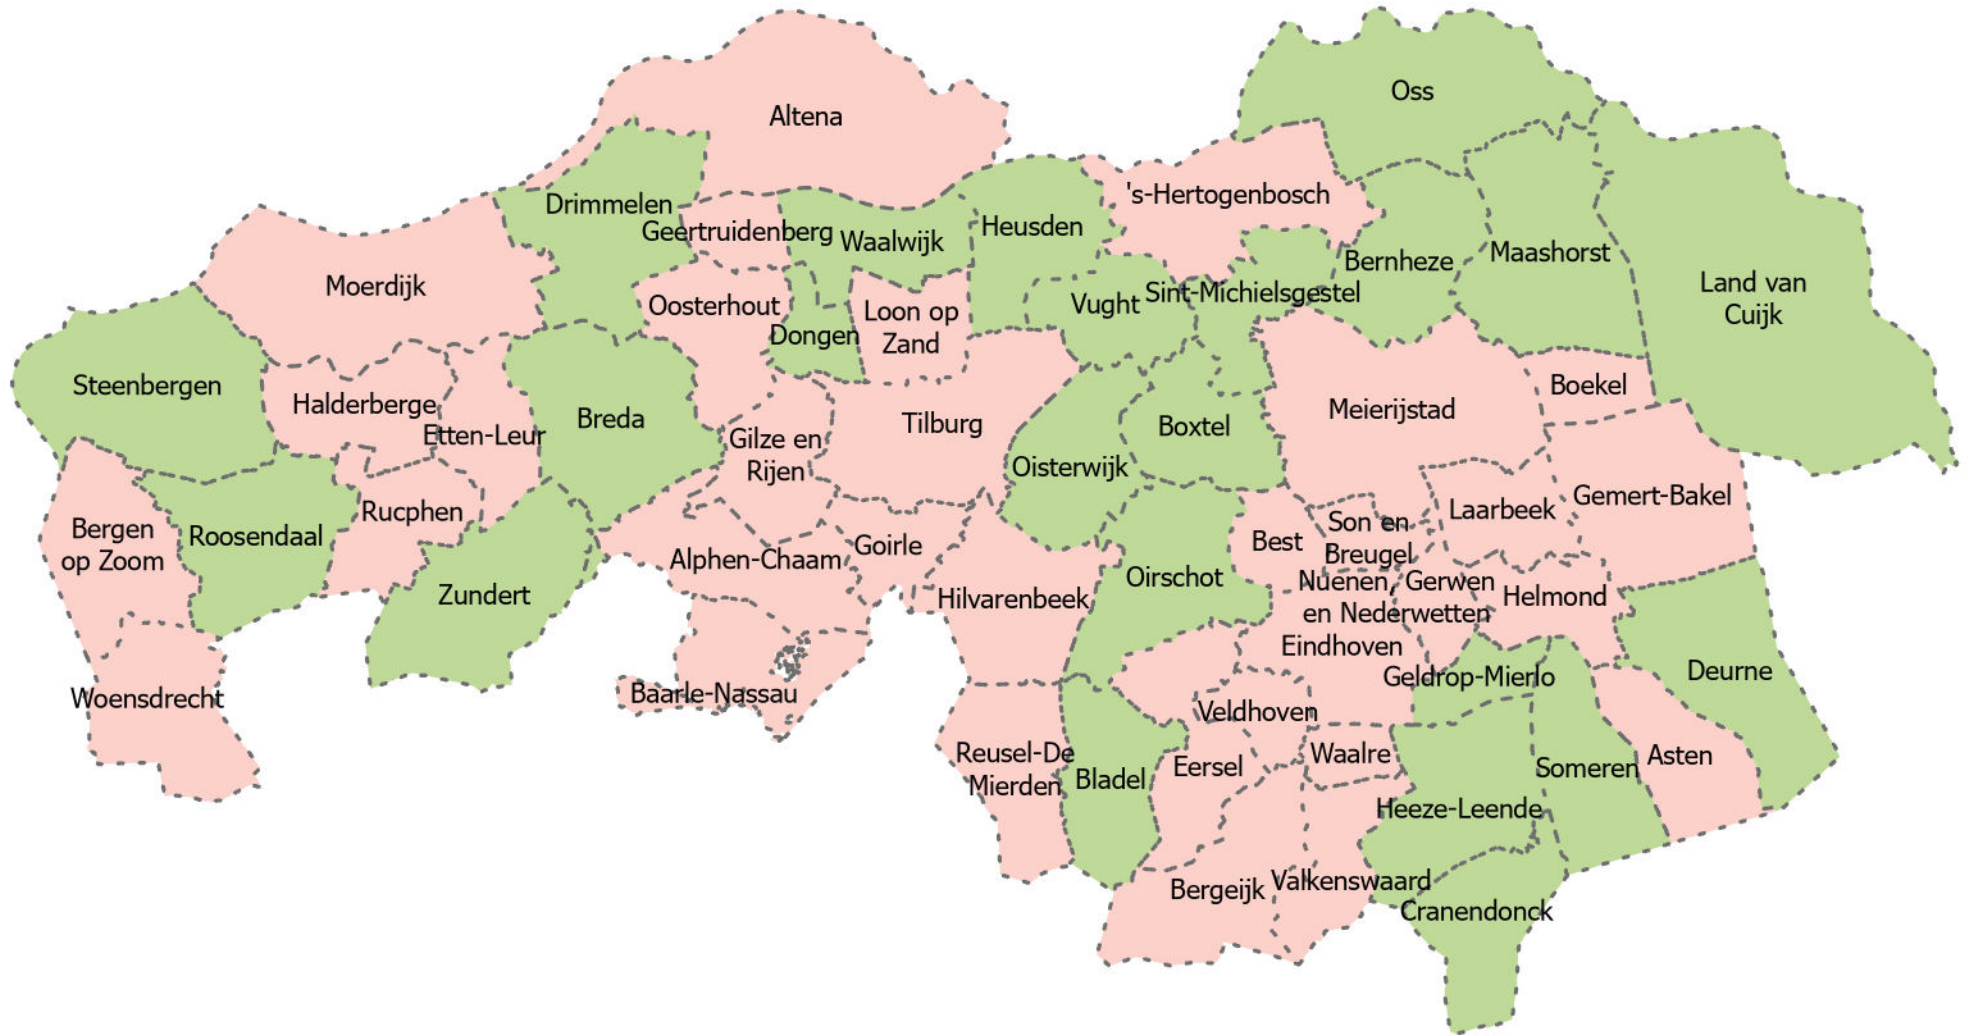 Oss
Altena
's-Hertogenbosch
Drimmelen
Geertruidenberg
Waalwijk
Heusden
Bernheze
Maashorst
Land van
Cuijk
Moerdijk
Oosterhout
Dongen
Loon op
Zand
Vught
Sint-Michielsgestel
Steenbergen
Halderberge
Etten-Leur
Breda
Gilze en
Rijen
Tilburg
Oisterwijk
Boxtel
Meierijstad
Boekel
Bergen
op Zoom
Roosendaal
Rucphen
Zundert
Alphen-Chaam
Goirle
Hilvarenbeek
Oirschot
Best
Son en
Breugel
Laarbeek
Gemert-Bakel
Nuenen, Gerwen
en Nederwetten
Helmond
Eindhoven
Geldrop-Mierlo
Deurne
Woensdrecht
Baarle-Nassau
Reusel-De
Mierden
Bladel
Veldhoven
Eersel
Waalre
Someren
Asten
Heeze-Leende
Bergeijk
Valkenswaard
Cranendonck